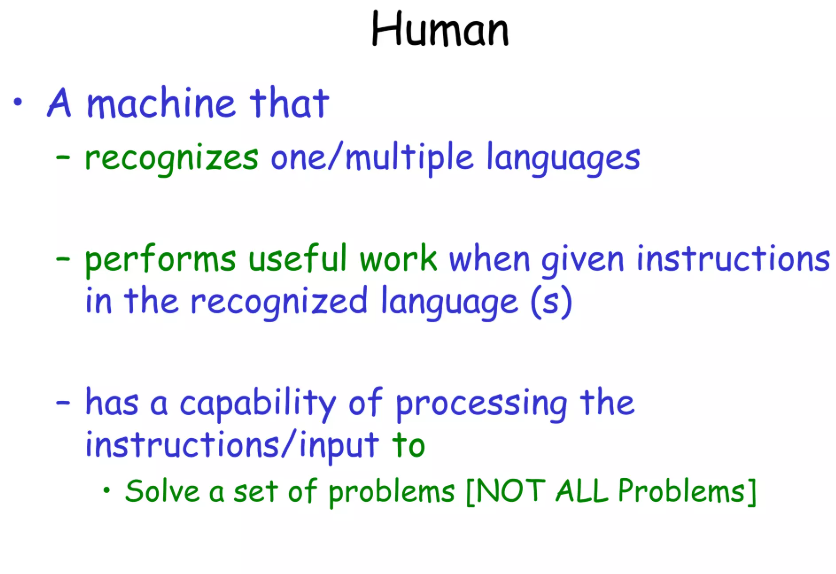 Human
• A machine that
– recognizes one/multiple languages
– performs useful work when given instructions
in the recognized language (s)
– has a capability of processing the
instructions/input to
• Solve a set of problems [NOT ALL Problems]